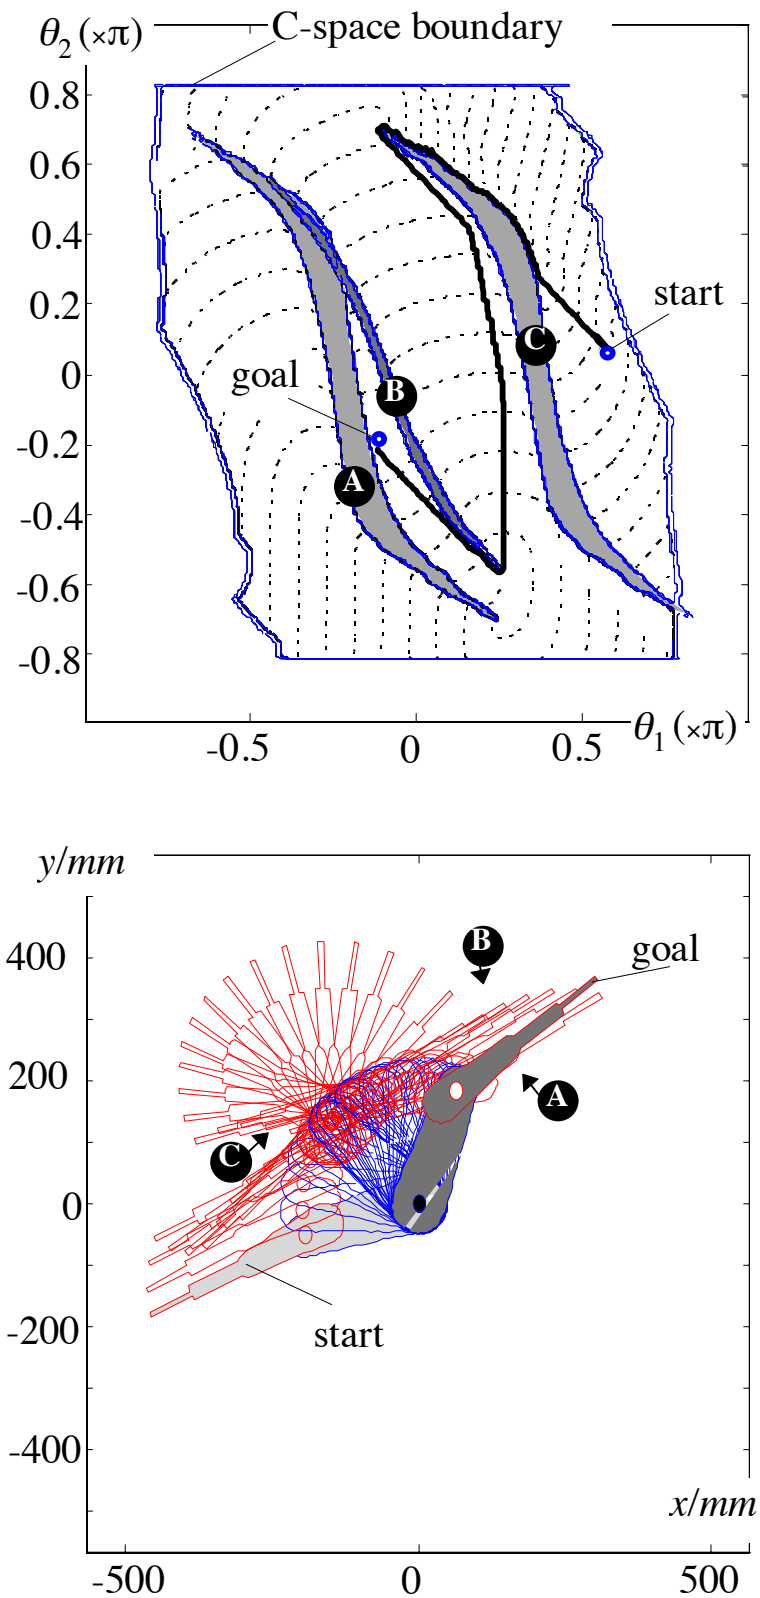 θ2 (×π)
C-space boundary
0.8
0.6
0.4
0.2
0
-0.2
-0.4
-0.6
-0.8
start
goal
C
B
A
-0.5
0
0.5
θ1 (×π)
y/mm
400
200
0
-200
-400
B
goal
A
C
start
x/mm
-500
0
500